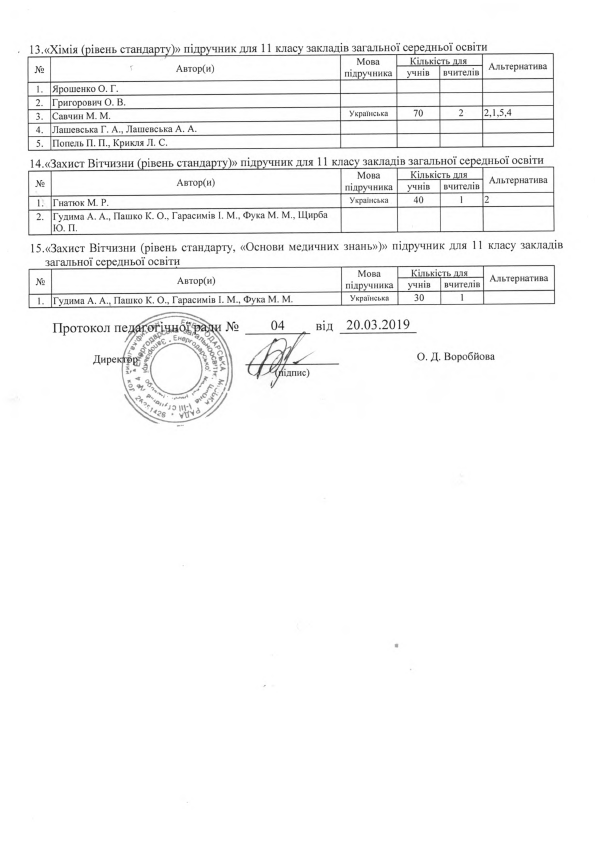 13.«Хімія (рівень стандарту)» підручник для 11 класу закладів загальної середньої освіти
№ Автор(и) Мова підручника Кількість для учнів вчителів Альтернатива
1. Ярошенко О. Г.
2. Григорович О. В.
3. Савчин М. М. Українська 70 2 2,1,5,4
4. Лашевська Г. А., Лашевська А. А.
5. Попель П. П., Крикля Л. С.
14.«Захист Вітчизни (рівень стандарту)» підручник для 11 класу закладів загальної середньої освіти
№ Автор(и) Мова підручника Кількість для учнів вчителів Альтернатива
1. Гнатюк М. Р. Українська 40 1 2
2. Гудима А. А., Пашко К. О., Гарасимів І. М., Фука М. М., Щирба
Ю. П.
15.«Захист Вітчизни (рівень стандарту, «Основи медичних знань»)» підручник для 11 класу закладів
загальної середньої освіти
№ Автор(и) Мова підручника Кількість для учнів вчителів Альтернатива
1. Гудима А. А., Пашко К. О., Гарасимів І. М., Фука М. М. Українська 30 1
Протокол педагогічної ради № 04 від 20.03.2019
Директор О. Д. Воробйова
(підпис)
ЕНЕРГОДАРСЬКА МІСЬКА РАДА